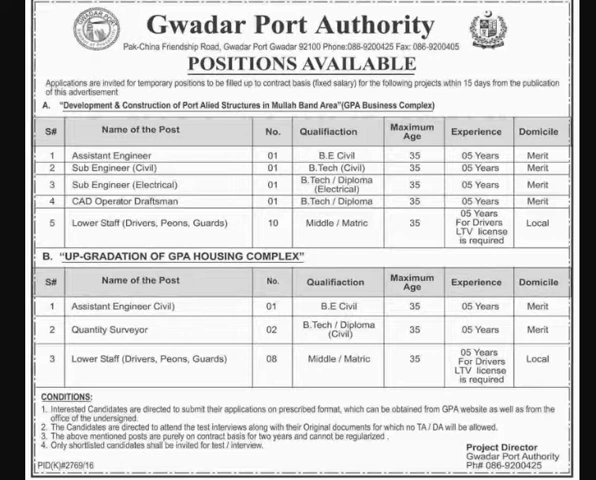 Gwadar Port Authority
Pak-China Friendship Road, Gwadar Port Gwadar 92100 Phone:086-9200425 Fax: 086-9200405
POSITIONS AVAILABLE
Applications are invited for temporary positions to be filled up to contract basis (fixed salary) for the following projects within 15 days from the publication
of this advertisement
A. "Development & Construction of Port Alied Structures in Mullah Band Area"(GPA Business Complex)
S# Name of the Post No. Qualifiaction Maximum Age Experience Domicile
1 Assistant Engineer 01 B.E Civil 35 05 Years Merit
2 Sub Engineer (Civil) 01 B.Tech (Civil) 35 05 Years Merit
3 Sub Engineer (Electrical) 01 B.Tech / Diploma (Electrical) 35 05 Years Merit
4 CAD Operator Draftsman 01 B.Tech / Diploma 35 05 Years Merit
5 Lower Staff (Drivers, Peons, Guards) 10 Middle / Matric 35 05 Years For Drivers LTV license is required Local
B. "UP-GRADATION OF GPA HOUSING COMPLEX"
S# Name of the Post No. Qualifiaction Maximum Age Experience Domicile
1 Assistant Engineer Civil) 01 B.E Civil 35 05 Years Merit
2 Quantity Surveyor 02 B.Tech / Diploma (Civil) 35 05 Years Merit
3 Lower Staff (Drivers, Peons, Guards) 08 Middle / Matric 35 05 Years For Drivers LTV license is required Local
CONDITIONS:
1. Interested Candidates are directed to submit their applications on prescribed format, which can be obtained from GPA website as well as from the
office of the undersigned.
2. The Candidates are directed to attend the test interviews along with their Original documents for which no TA / DA will be allowed.
3. The above mentioned posts are purely on contract basis for two years and cannot be regularized .
4. Only shortlisted candidates shall be invited for test / interview.
Project Director
Gwadar Port Authority
Ph# 086-9200425
PID(K)#2769/16